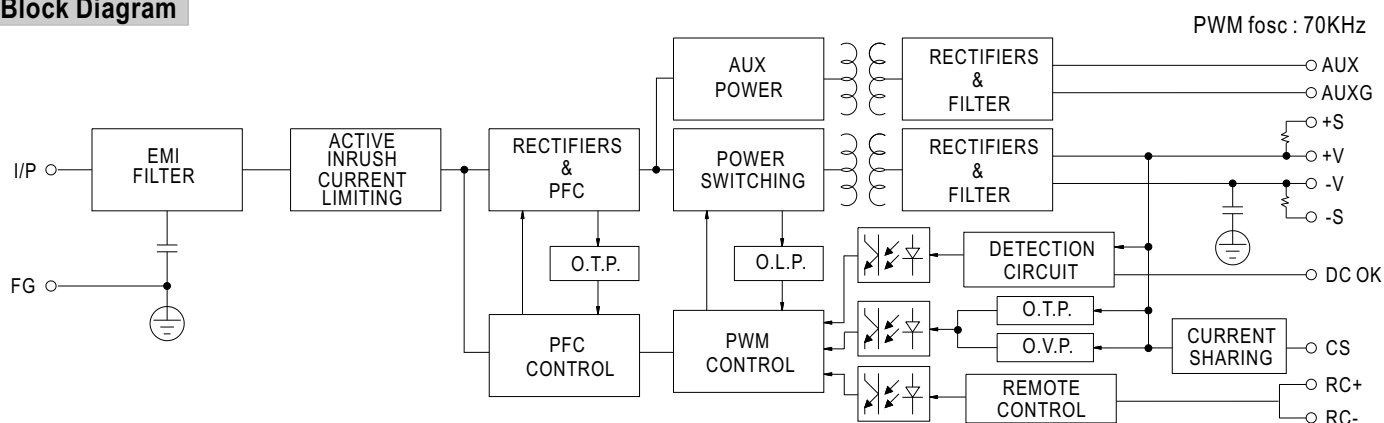 Block Diagram
PWM fosc : 70KHz
I/P
FG
EMI
FILTER
ACTIVE
INRUSH
CURRENT
LIMITING
RECTIFIERS
&
PFC
O.T.P.
PFC
CONTROL
AUX
POWER
POWER
SWITCHING
O.L.P.
PWM
CONTROL
RECTIFIERS
&
FILTER
RECTIFIERS
&
FILTER
DETECTION
CIRCUIT
O.T.P.
O.V.P.
REMOTE
CONTROL
CURRENT
SHARING
AUX
AUXG
+S
+V
-V
-S
DC OK
CS
RC+
RC-